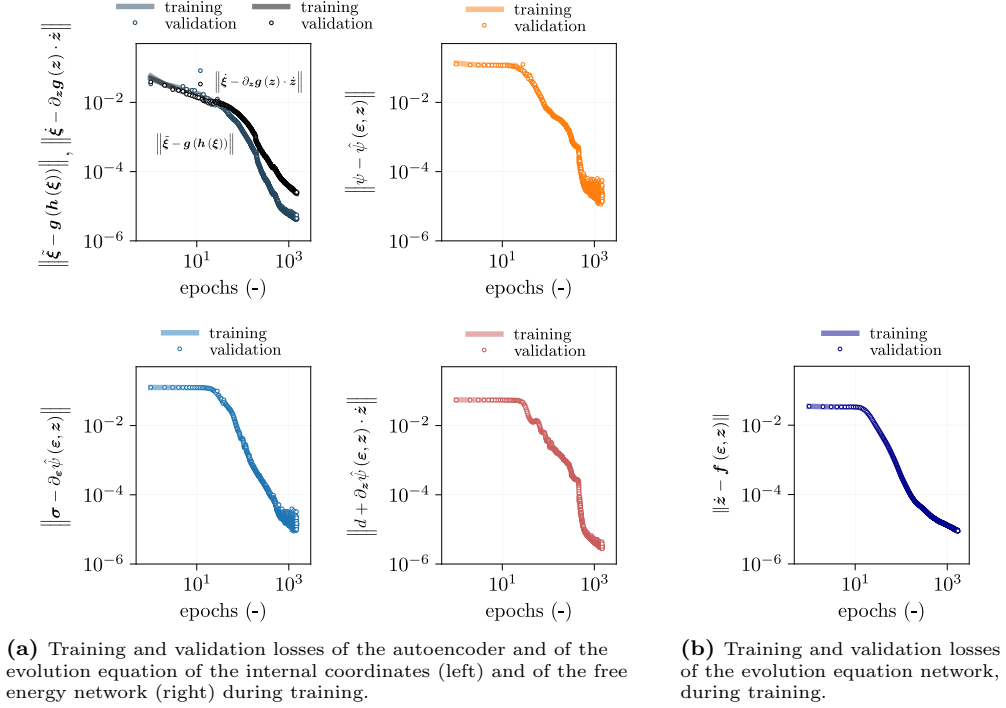 training training
validation validation
‖ξ̃ − g (h (ξ))‖, ‖ξ̇ − ∂_z g (z) · ż‖
‖ξ̇ − ∂_z g (z) · ż‖
‖ξ̃ − g (h (ξ))‖
10⁻²
10⁻⁴
10⁻⁶
10¹ 10³
epochs (-)
training
validation
‖ψ − ψ̂ (ε, z)‖
10⁻²
10⁻⁴
10⁻⁶
10¹ 10³
epochs (-)
training
validation
‖σ − ∂_ε ψ̂ (ε, z)‖
10⁻²
10⁻⁴
10⁻⁶
10¹ 10³
epochs (-)
training
validation
‖d + ∂_z ψ̂ (ε, z) · ż‖
10⁻²
10⁻⁴
10⁻⁶
10¹ 10³
epochs (-)
training
validation
‖ż − f (ε, z)‖
10⁻²
10⁻⁴
10⁻⁶
10¹ 10³
epochs (-)
(a) Training and validation losses of the autoencoder and of the
evolution equation of the internal coordinates (left) and of the free
energy network (right) during training.
(b) Training and validation losses
of the evolution equation network,
during training.